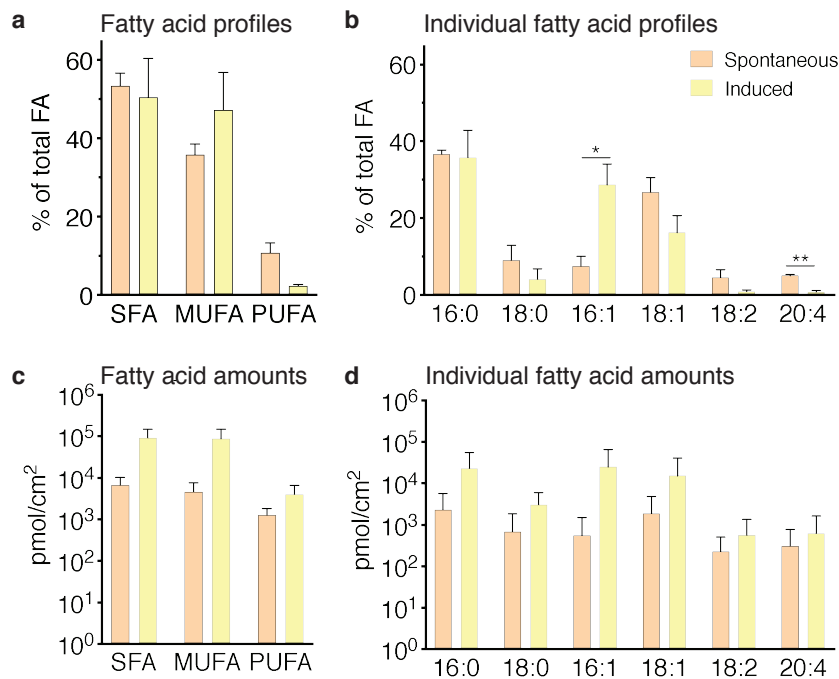 a Fatty acid profiles
% of total FA
60
40
20
0
SFA MUFA PUFA
b Individual fatty acid profiles
Spontaneous
Induced
% of total FA
60
40
20
0
*
**
16:0 18:0 16:1 18:1 18:2 20:4
c Fatty acid amounts
pmol/cm²
10⁶
10⁵
10⁴
10³
10²
10¹
10⁰
SFA MUFA PUFA
d Individual fatty acid amounts
pmol/cm²
10⁶
10⁵
10⁴
10³
10²
10¹
10⁰
16:0 18:0 16:1 18:1 18:2 20:4